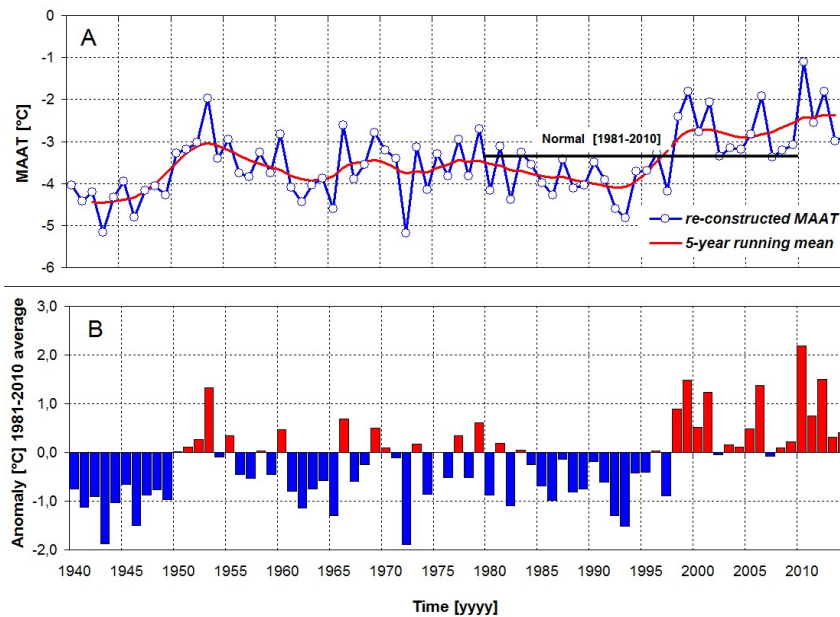 A
MAAT [°C]
0
-1
-2
-3
-4
-5
-6
Normal [1981-2010]
re-constructed MAAT
5-year running mean
B
Anomaly [°C] 1981-2010 average
3,0
2,0
1,0
0,0
-1,0
-2,0
1940 1945 1950 1955 1960 1965 1970 1975 1980 1985 1990 1995 2000 2005 2010
Time [yyyy]